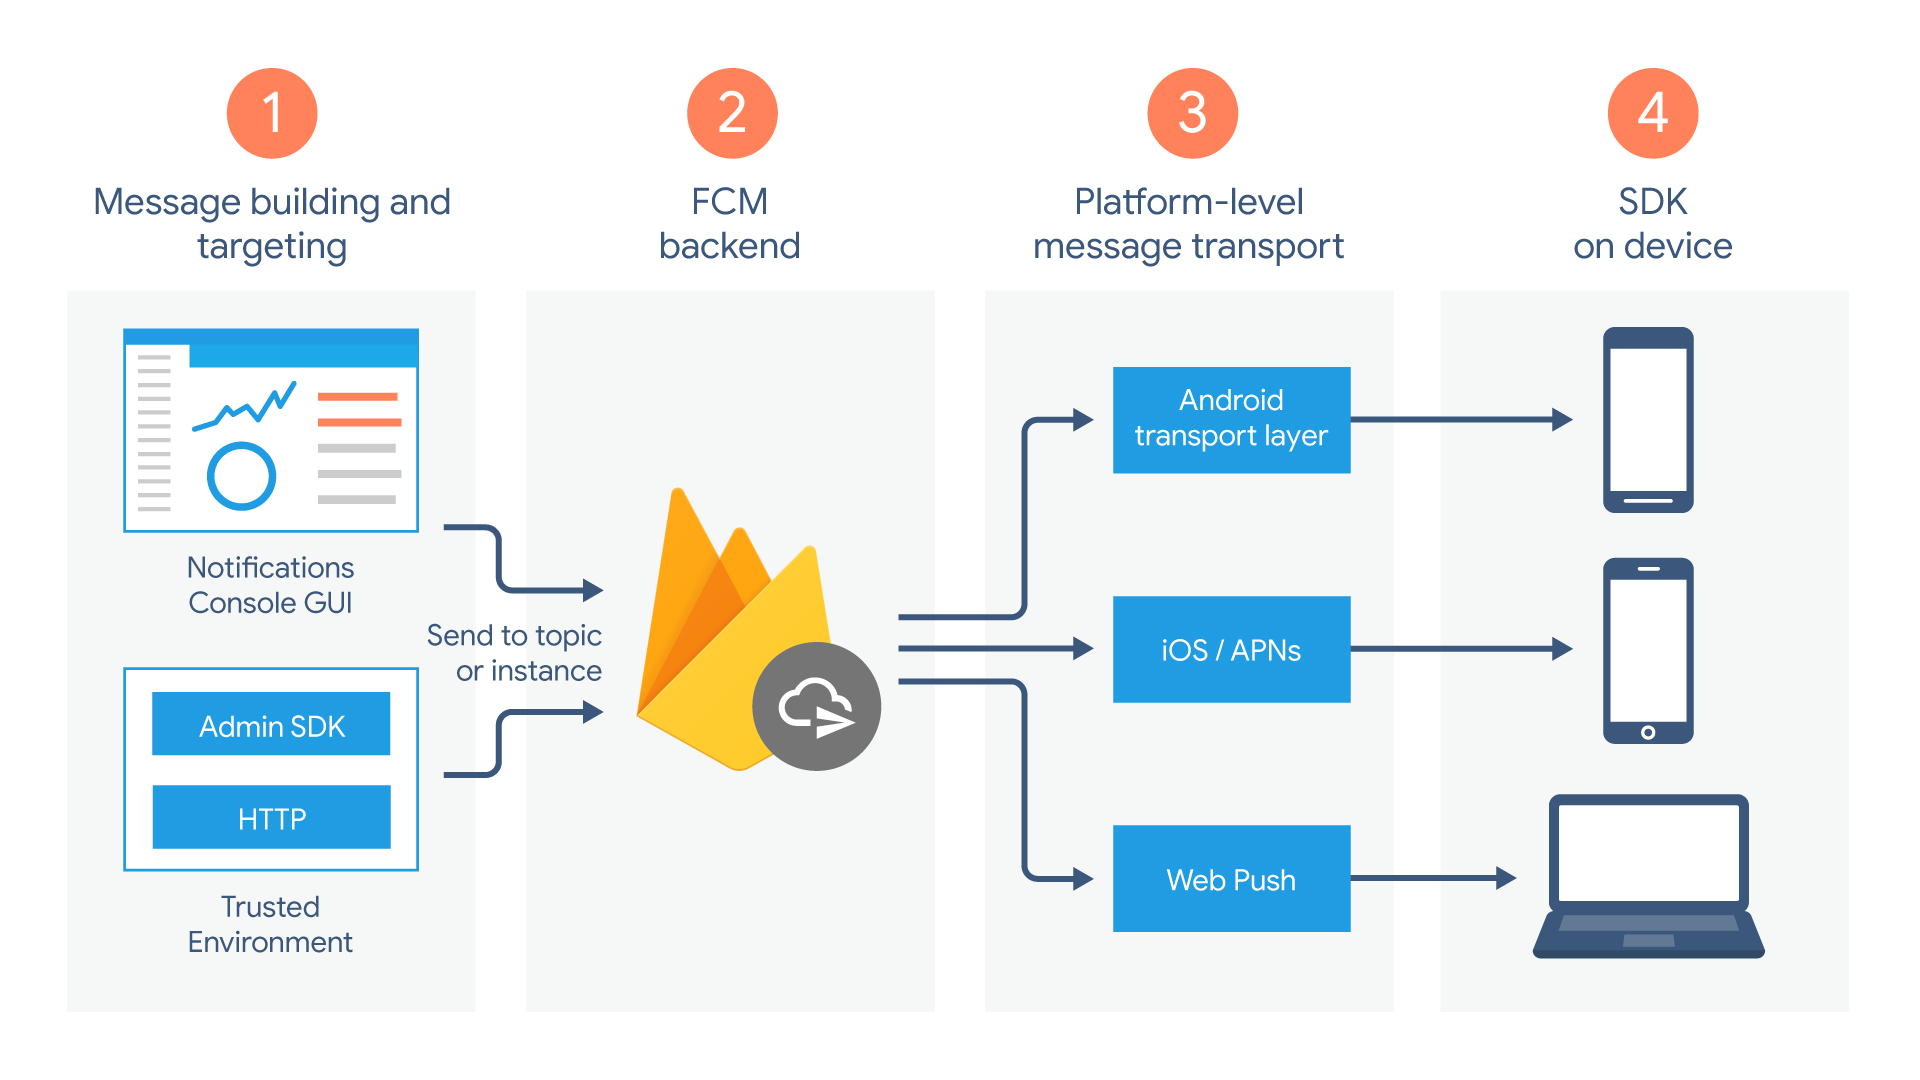 1
Message building and
targeting
Notifications
Console GUI
Admin SDK
HTTP
Trusted
Environment
Send to topic
or instance
2
FCM
backend
3
Platform-level
message transport
Android
transport layer
iOS / APNs
Web Push
4
SDK
on device